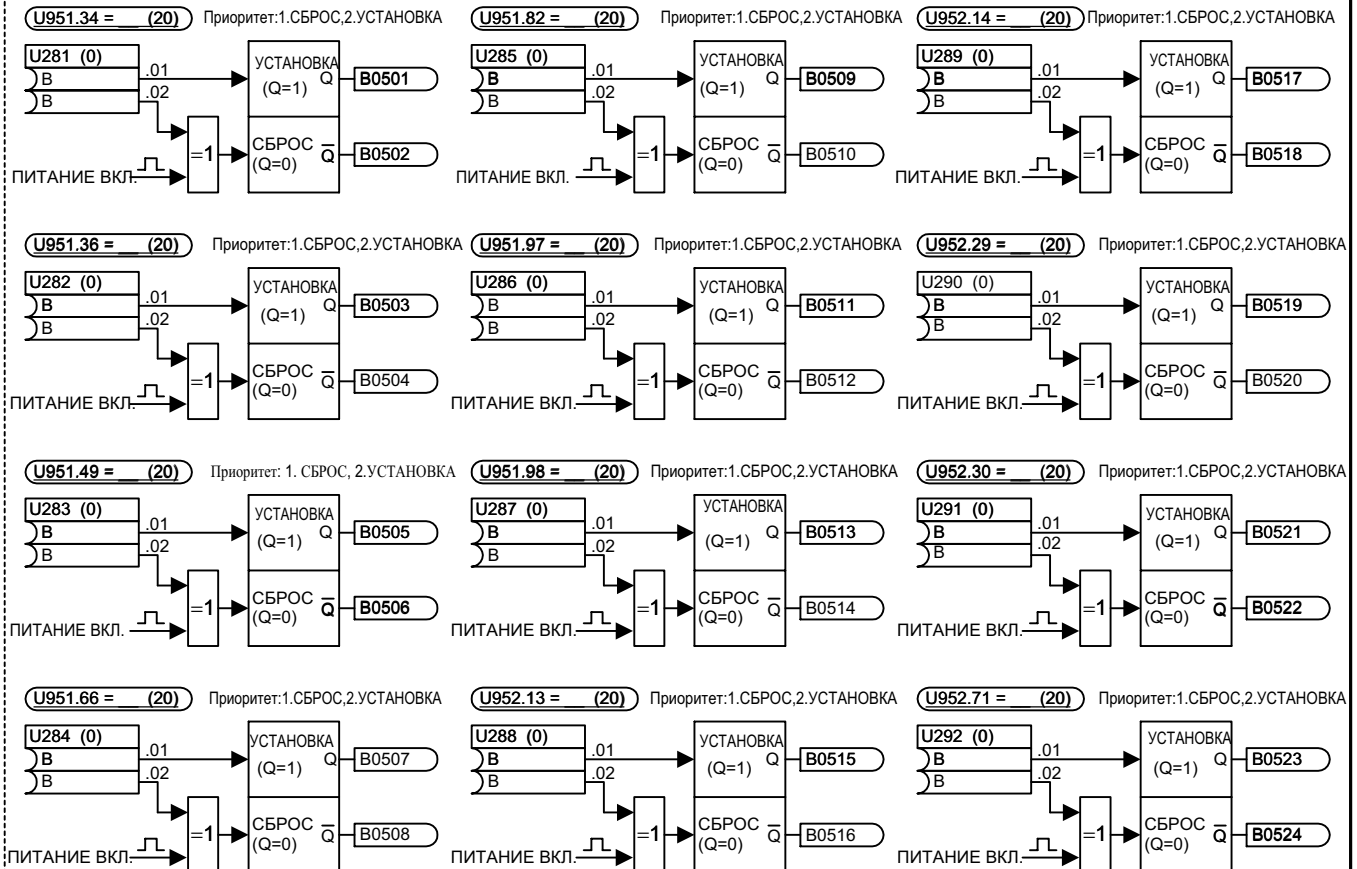 U951.34 = __ (20) Приоритет:1.СБРОС,2.УСТАНОВКА
U281 (0)
B .01
B .02
УСТАНОВКА
(Q=1) Q B0501
=1
СБРОС
(Q=0) Q B0502
ПИТАНИЕ ВКЛ.
U951.82 = __ (20) Приоритет:1.СБРОС,2.УСТАНОВКА
U285 (0)
B .01
B .02
УСТАНОВКА
(Q=1) Q B0509
=1
СБРОС
(Q=0) Q B0510
ПИТАНИЕ ВКЛ.
U952.14 = __ (20) Приоритет:1.СБРОС,2.УСТАНОВКА
U289 (0)
B .01
B .02
УСТАНОВКА
(Q=1) Q B0517
=1
СБРОС
(Q=0) Q B0518
ПИТАНИЕ ВКЛ.
U951.36 = __ (20) Приоритет:1.СБРОС,2.УСТАНОВКА
U282 (0)
B .01
B .02
УСТАНОВКА
(Q=1) Q B0503
=1
СБРОС
(Q=0) Q B0504
ПИТАНИЕ ВКЛ.
U951.97 = __ (20) Приоритет:1.СБРОС,2.УСТАНОВКА
U286 (0)
B .01
B .02
УСТАНОВКА
(Q=1) Q B0511
=1
СБРОС
(Q=0) Q B0512
ПИТАНИЕ ВКЛ.
U952.29 = __ (20) Приоритет:1.СБРОС,2.УСТАНОВКА
U290 (0)
B .01
B .02
УСТАНОВКА
(Q=1) Q B0519
=1
СБРОС
(Q=0) Q B0520
ПИТАНИЕ ВКЛ.
U951.49 = __ (20) Приоритет: 1. СБРОС, 2.УСТАНОВКА
U283 (0)
B .01
B .02
УСТАНОВКА
(Q=1) Q B0505
=1
СБРОС
(Q=0) Q B0506
ПИТАНИЕ ВКЛ.
U951.98 = __ (20) Приоритет:1.СБРОС,2.УСТАНОВКА
U287 (0)
B .01
B .02
УСТАНОВКА
(Q=1) Q B0513
=1
СБРОС
(Q=0) Q B0514
ПИТАНИЕ ВКЛ.
U952.30 = __ (20) Приоритет:1.СБРОС,2.УСТАНОВКА
U291 (0)
B .01
B .02
УСТАНОВКА
(Q=1) Q B0521
=1
СБРОС
(Q=0) Q B0522
ПИТАНИЕ ВКЛ.
U951.66 = __ (20) Приоритет:1.СБРОС,2.УСТАНОВКА
U284 (0)
B .01
B .02
УСТАНОВКА
(Q=1) Q B0507
=1
СБРОС
(Q=0) Q B0508
ПИТАНИЕ ВКЛ.
U952.13 = __ (20) Приоритет:1.СБРОС,2.УСТАНОВКА
U288 (0)
B .01
B .02
УСТАНОВКА
(Q=1) Q B0515
=1
СБРОС
(Q=0) Q B0516
ПИТАНИЕ ВКЛ.
U952.71 = __ (20) Приоритет:1.СБРОС,2.УСТАНОВКА
U292 (0)
B .01
B .02
УСТАНОВКА
(Q=1) Q B0523
=1
СБРОС
(Q=0) Q B0524
ПИТАНИЕ ВКЛ.